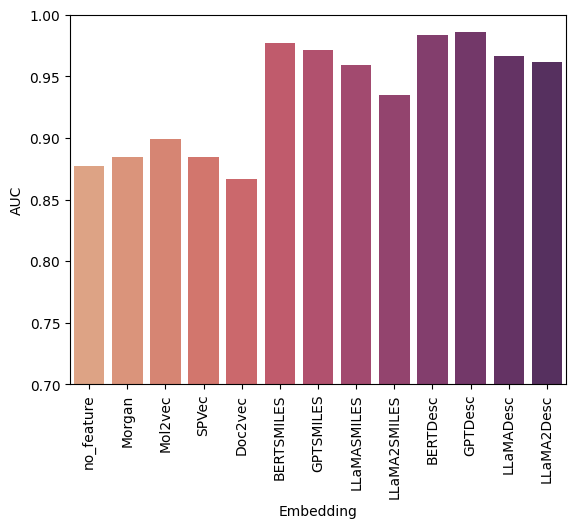 1.00
0.95
0.90
0.85
0.80
0.75
0.70
AUC
no_feature
Morgan
Mol2vec
SPVec
Doc2vec
BERTSMILES
GPTSMILES
LLaMASMILES
LLaMA2SMILES
BERTDesc
GPTDesc
LLaMADesc
LLaMA2Desc
Embedding